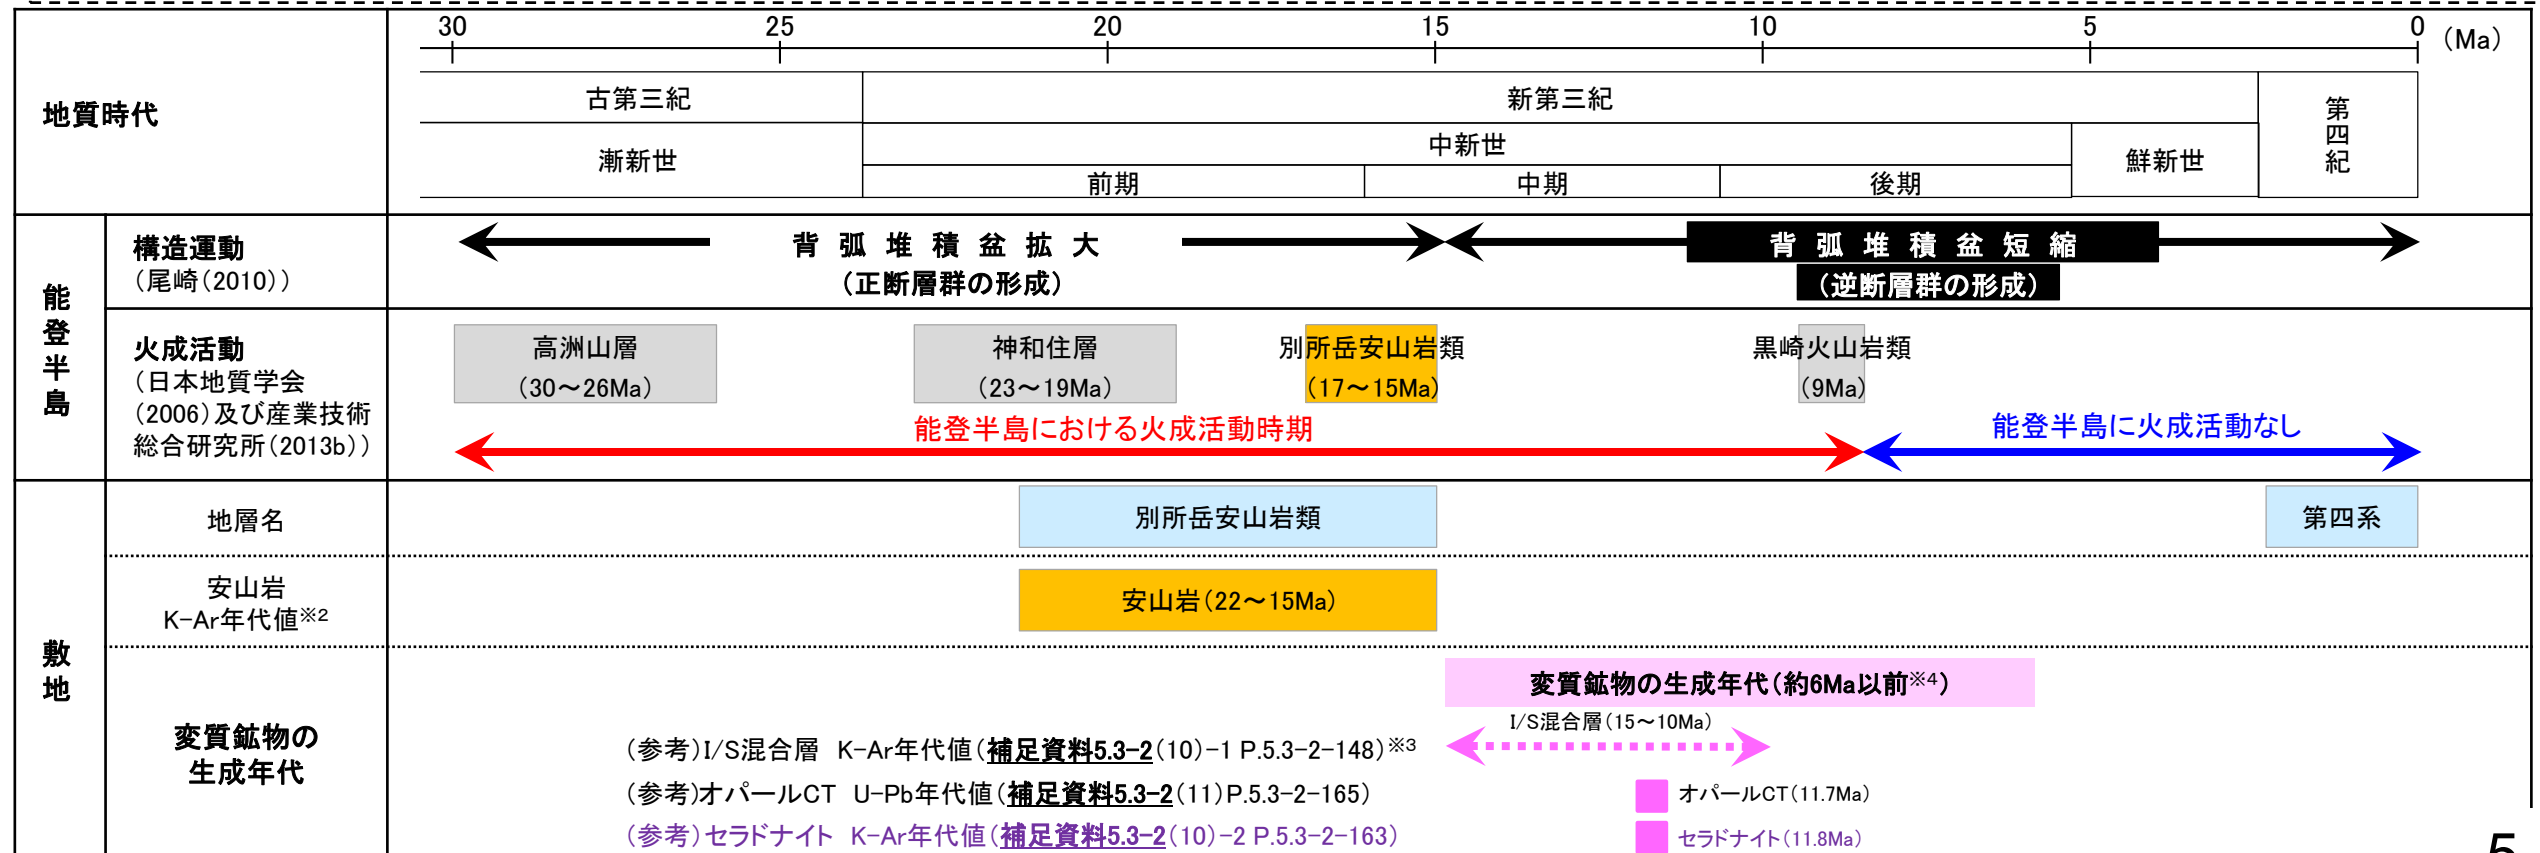 30 25 20 15 10 5 0 (Ma)
地質時代
古第三紀 新第三紀 第四紀
漸新世 中新世 鮮新世
前期 中期 後期
能登半島
構造運動
(尾崎(2010))
背弧堆積盆拡大
(正断層群の形成)
背弧堆積盆短縮
(逆断層群の形成)
火成活動
(日本地質学会
(2006)及び産業技術
総合研究所(2013b))
高洲山層
(30～26Ma)
神和住層
(23～19Ma)
別所岳安山岩類
(17～15Ma)
黒崎火山岩類
(9Ma)
能登半島における火成活動時期
能登半島に火成活動なし
敷地
地層名
別所岳安山岩類
第四系
安山岩
K-Ar年代値※2
安山岩(22～15Ma)
変質鉱物の
生成年代
変質鉱物の生成年代(約6Ma以前※4)
I/S混合層(15～10Ma)
(参考)I/S混合層 K-Ar年代値(補足資料5.3-2(10)-1 P.5.3-2-148)※3
(参考)オパールCT U-Pb年代値(補足資料5.3-2(11)P.5.3-2-165)
オパールCT(11.7Ma)
(参考)セラドナイト K-Ar年代値(補足資料5.3-2(10)-2 P.5.3-2-163)
セラドナイト(11.8Ma)